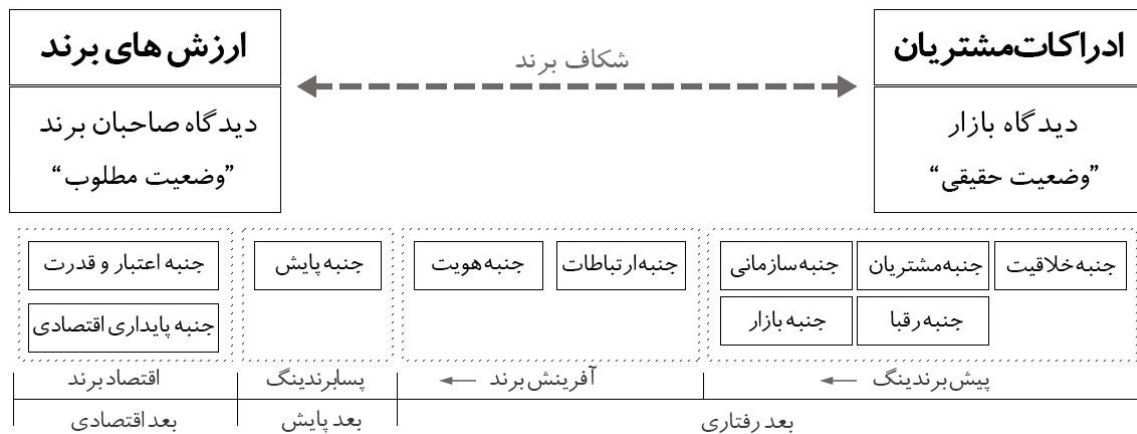 ادراکات‌مشتریان
دیدگاه بازار
”وضعیت حقیقی“
شکاف برند
ارزش های برند
دیدگاه صاحبان برند
”وضعیت مطلوب“
جنبه خلاقیت
جنبه مشتریان
جنبه سازمانی
جنبه رقبا
جنبه بازار
جنبه ارتباطات
جنبه هویت
جنبه پایش
جنبه اعتبار و قدرت
جنبه پایداری اقتصادی
پیش برندینگ ←
آفرینش برند ←
پسابرندینگ
اقتصاد برند
بعد رفتاری
بعد پایش
بعد اقتصادی